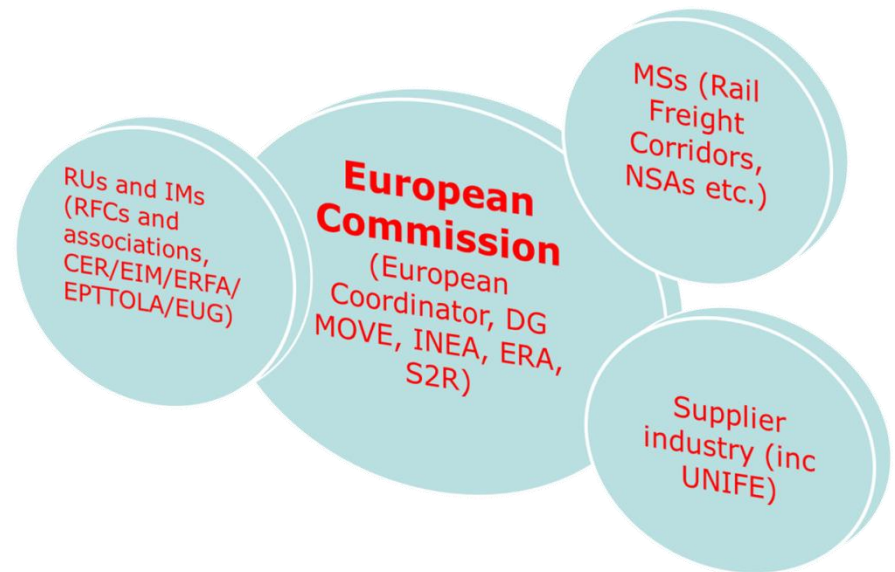 RUs and IMs
(RFCs and
associations,
CER/EIM/ERFA/
EPTTOLA/EUG)
European
Commission
(European
Coordinator, DG
MOVE, INEA, ERA,
S2R)
MSs (Rail
Freight
Corridors,
NSAs etc.)
Supplier
industry (inc
UNIFE)